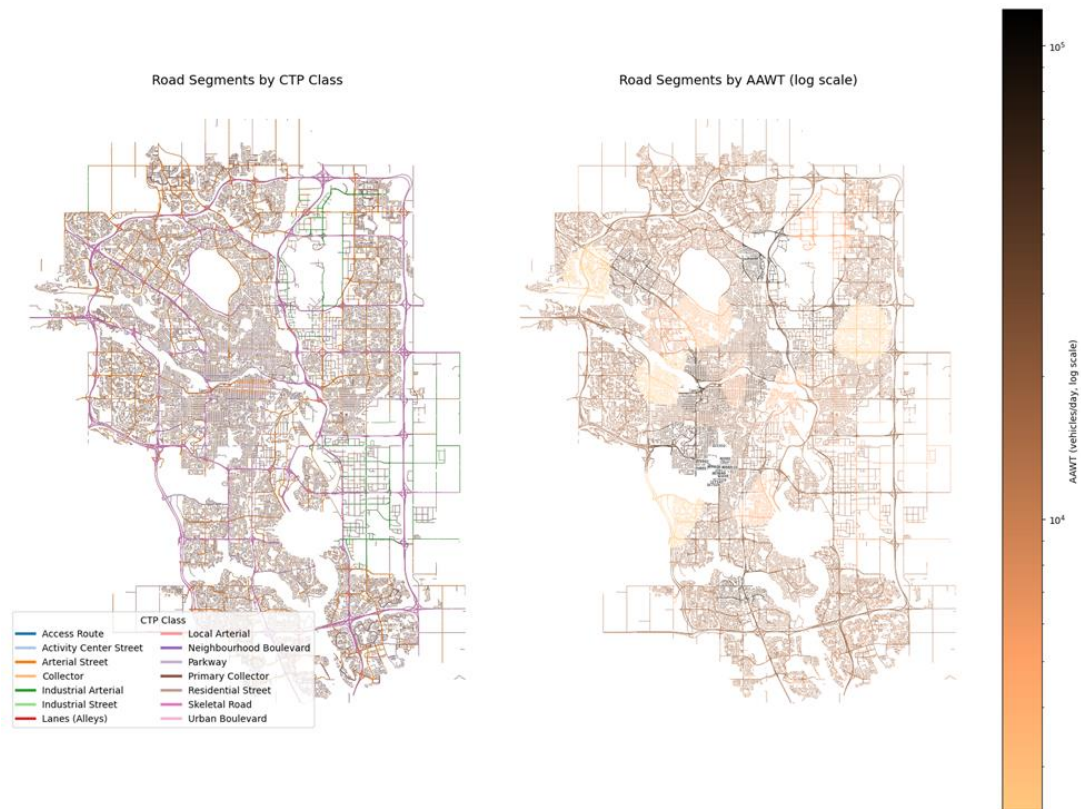 Road Segments by CTP Class
Road Segments by AAWT (log scale)
CTP Class
Access Route
Activity Center Street
Arterial Street
Collector
Industrial Arterial
Industrial Street
Lanes (Alleys)
Local Arterial
Neighbourhood Boulevard
Parkway
Primary Collector
Residential Street
Skeletal Road
Urban Boulevard
10⁵
10⁴
AAWT (vehicles/day, log scale)